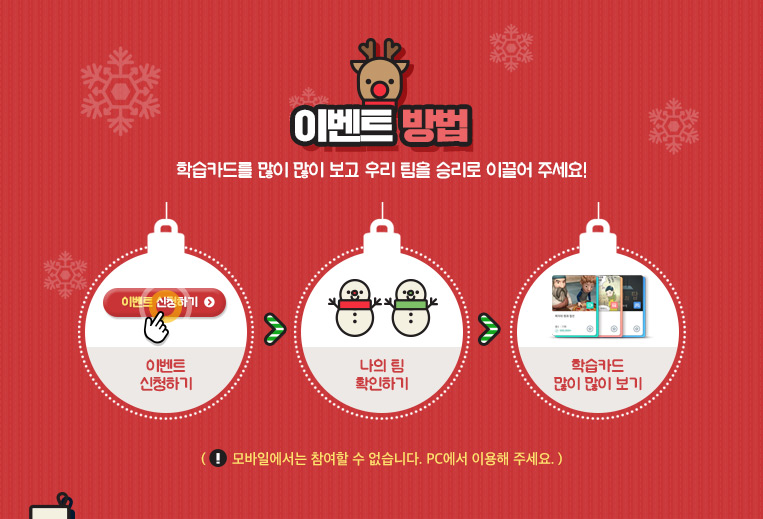 이벤트 방법
학습카드를 많이 많이 보고 우리 팀을 승리로 이끌어 주세요!
이벤트 신청하기
이벤트
신청하기
나의 팀
확인하기
학습카드
많이 많이 보기
( ! 모바일에서는 참여할 수 없습니다. PC에서 이용해 주세요. )